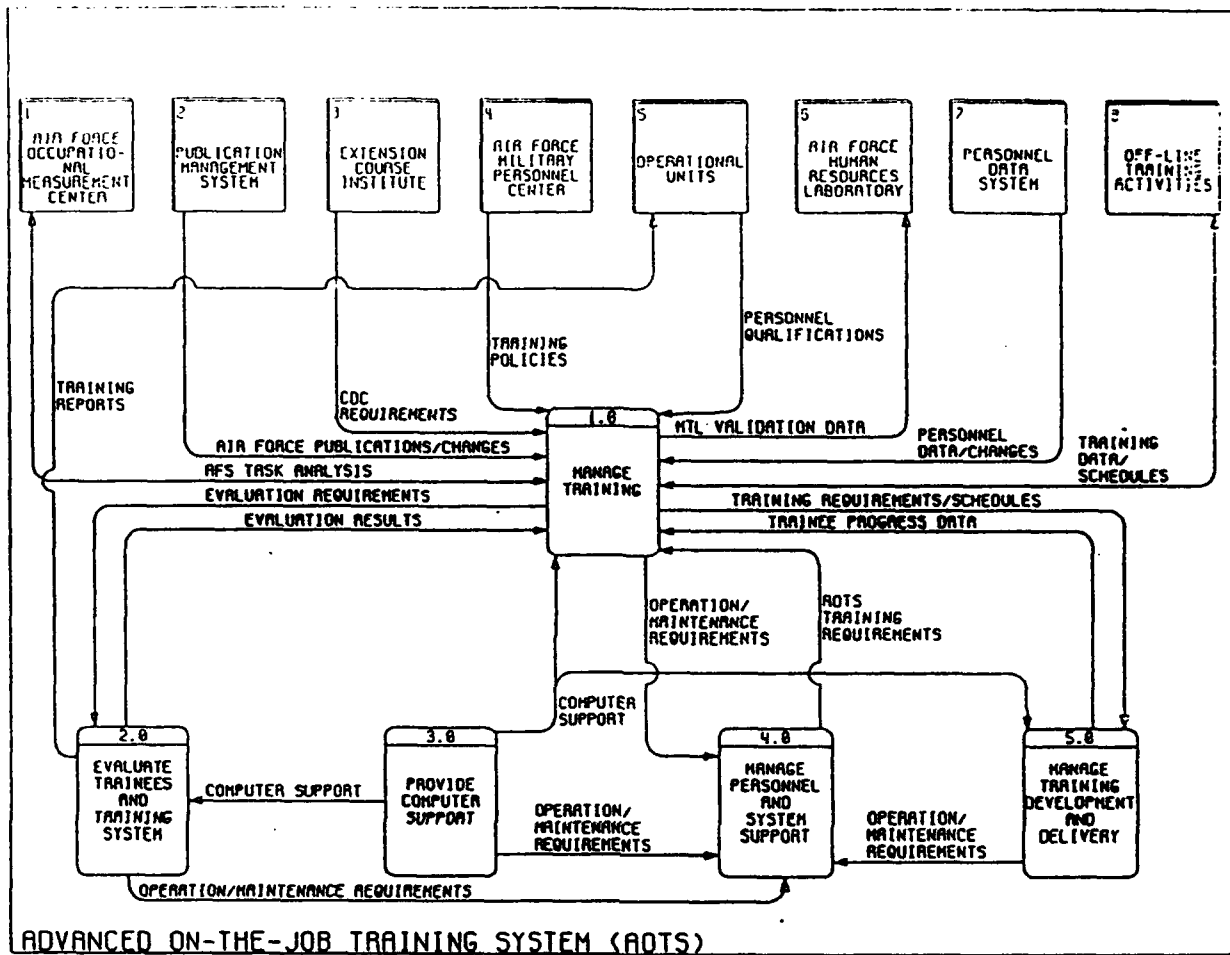 1
AIR FORCE
OCCUPATIO-
NAL
MEASUREMENT
CENTER
2
PUBLICATION
MANAGEMENT
SYSTEM
3
EXTENSION
COURSE
INSTITUTE
4
AIR FORCE
MILITARY
PERSONNEL
CENTER
5
OPERATIONAL
UNITS
6
AIR FORCE
HUMAN
RESOURCES
LABORATORY
7
PERSONNEL
DATA
SYSTEM
8
OFF-LINE
TRAINING
ACTIVITIES
TRAINING
REPORTS
TRAINING
POLICIES
PERSONNEL
QUALIFICATIONS
CDC
REQUIREMENTS
AIR FORCE PUBLICATIONS/CHANGES
AFS TASK ANALYSIS
EVALUATION REQUIREMENTS
EVALUATION RESULTS
1.0
MANAGE
TRAINING
MTL VALIDATION DATA
PERSONNEL
DATA/CHANGES
TRAINING
DATA/
SCHEDULES
TRAINING REQUIREMENTS/SCHEDULES
TRAINEE PROGRESS DATA
OPERATION/
MAINTENANCE
REQUIREMENTS
AOTS
TRAINING
REQUIREMENTS
COMPUTER
SUPPORT
2.0
EVALUATE
TRAINEES
AND
TRAINING
SYSTEM
COMPUTER SUPPORT
3.0
PROVIDE
COMPUTER
SUPPORT
OPERATION/
MAINTENANCE
REQUIREMENTS
4.0
MANAGE
PERSONNEL
AND
SYSTEM
SUPPORT
OPERATION/
MAINTENANCE
REQUIREMENTS
5.0
MANAGE
TRAINING
DEVELOPMENT
AND
DELIVERY
OPERATION/MAINTENANCE REQUIREMENTS
ADVANCED ON-THE-JOB TRAINING SYSTEM (AOTS)